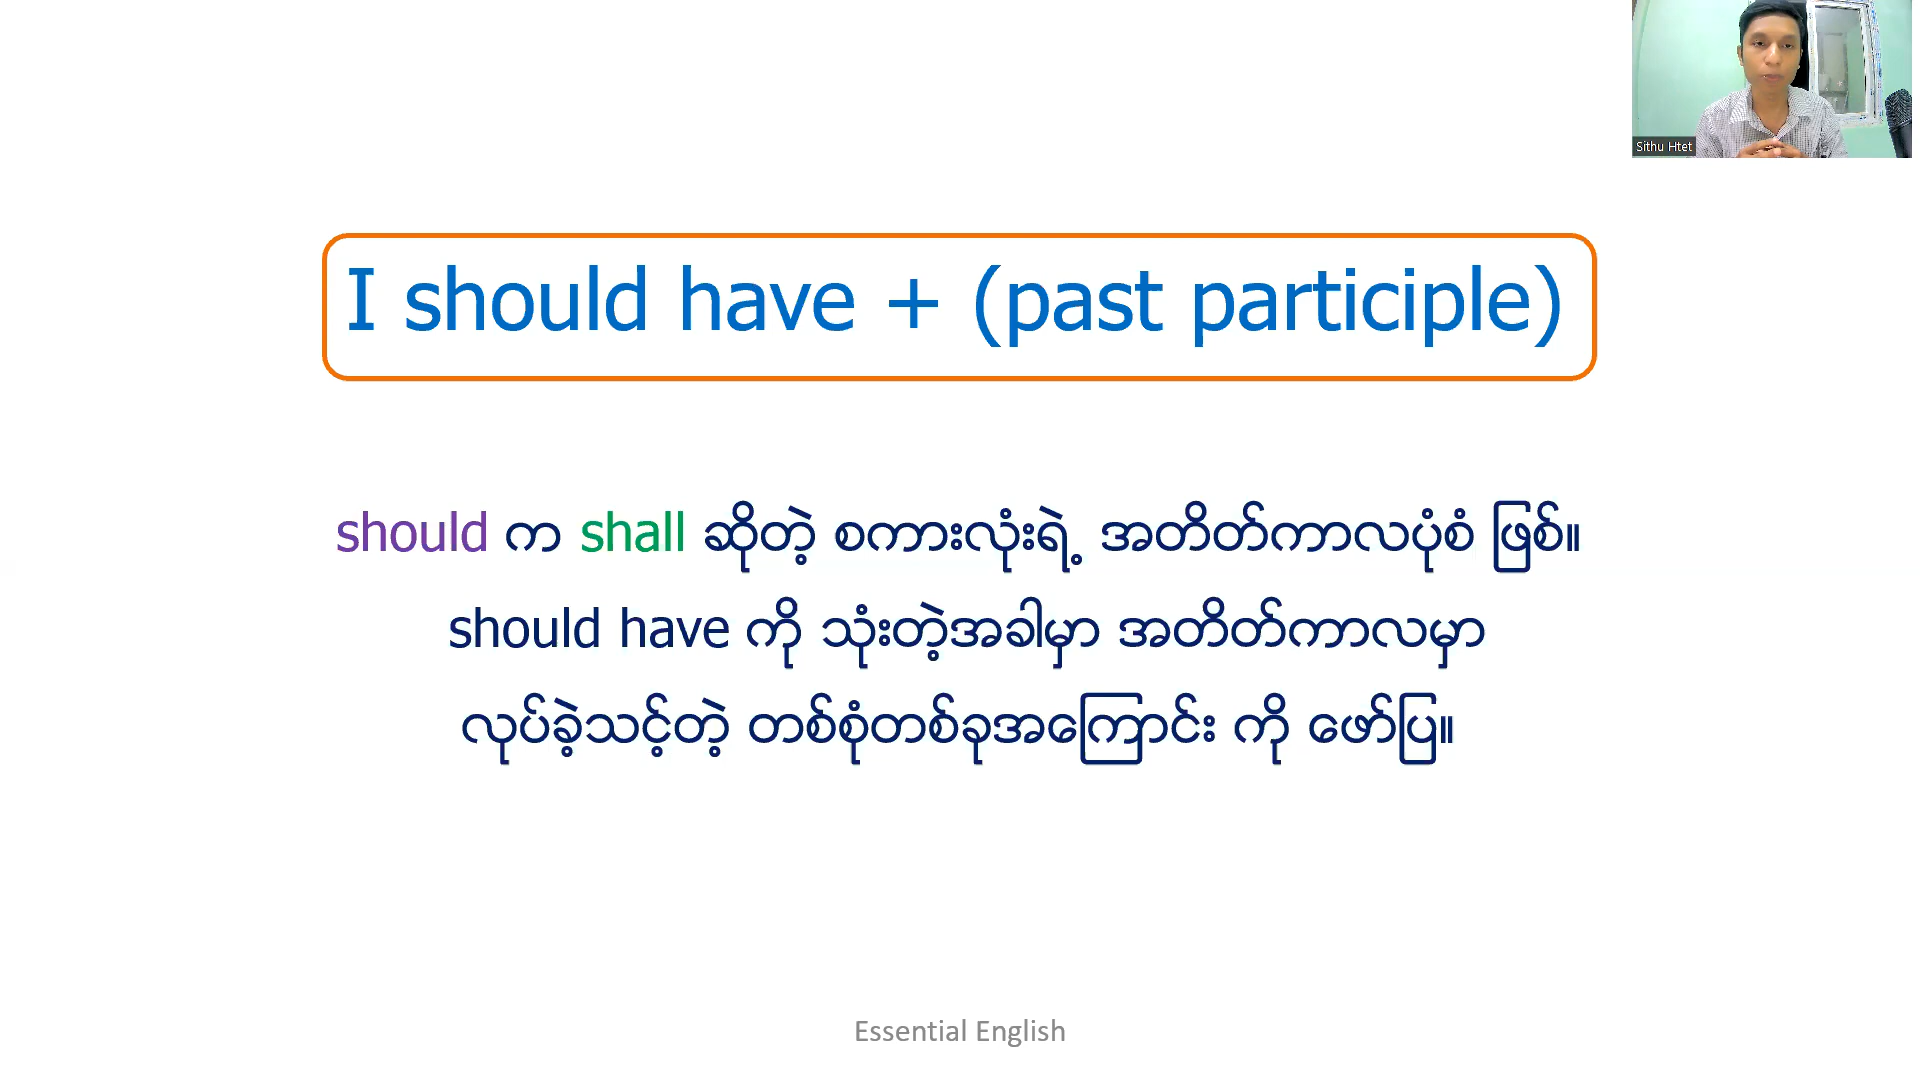 Sithu Htet
I should have + (past participle)
should က shall ဆိုတဲ့ စကားလုံးရဲ့ အတိတ်ကာလပုံစံ ဖြစ်။
should have ကို သုံးတဲ့အခါမှာ အတိတ်ကာလမှာ
လုပ်ခဲ့သင့်တဲ့ တစ်စုံတစ်ခုအကြောင်း ကို ဖော်ပြ။
Essential English